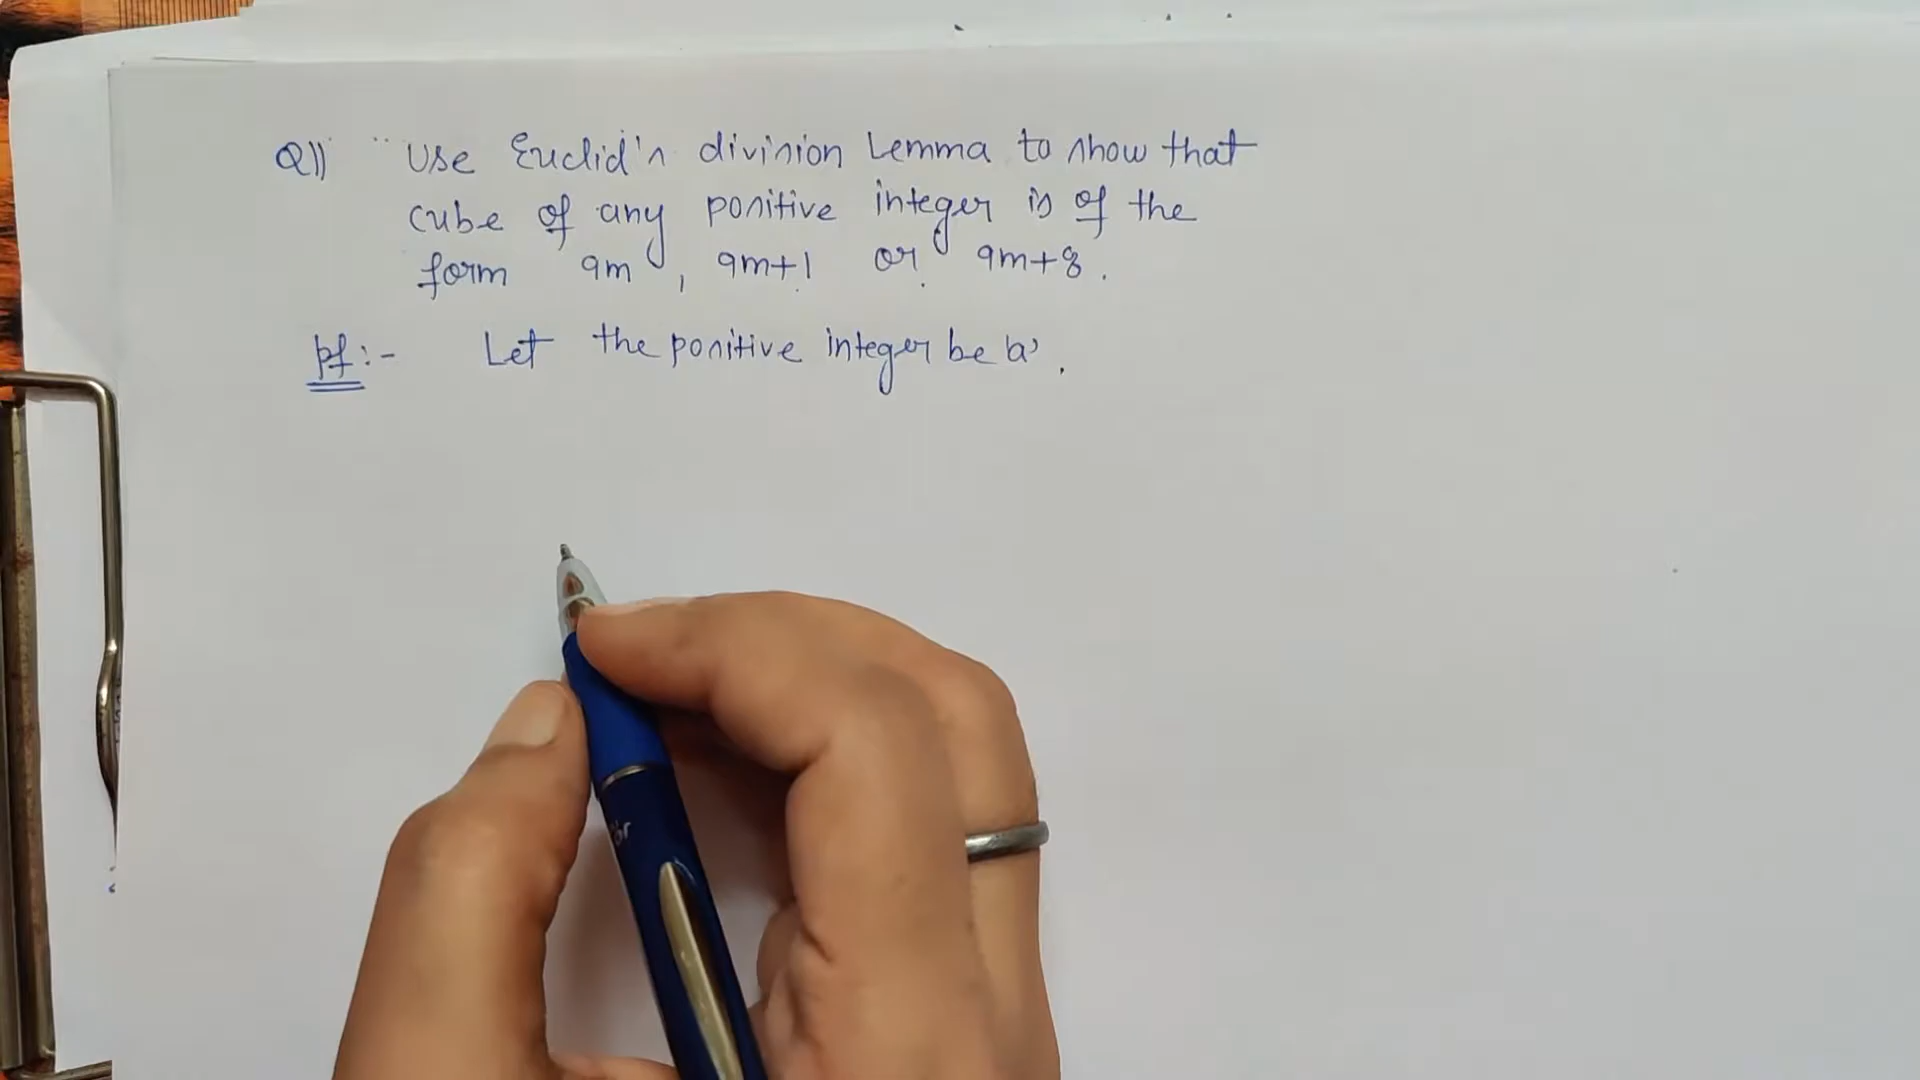 Q1) Use Euclid's division Lemma to show that
cube of any positive integer is of the
form 9m, 9m+1 or 9m+8.
Pf:- Let the positive integer be 'a'.